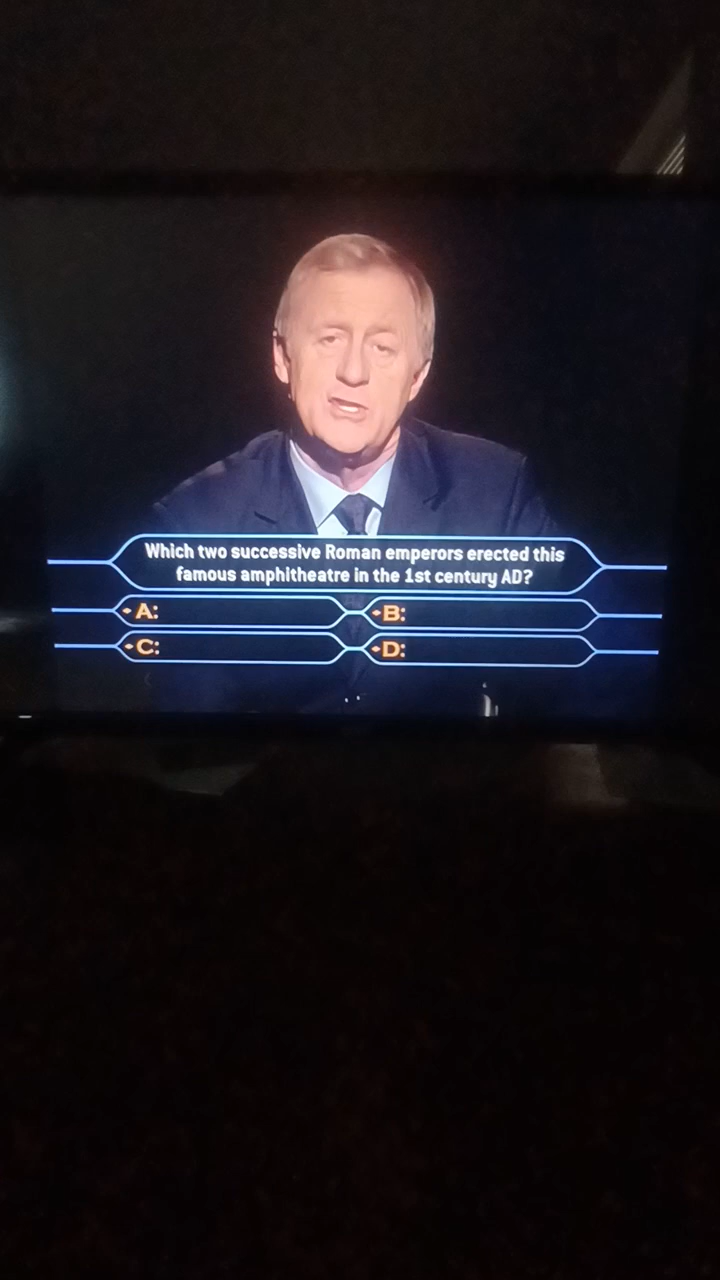 Which two successive Roman emperors erected this
famous amphitheatre in the 1st century AD?
A:
B:
C:
D: